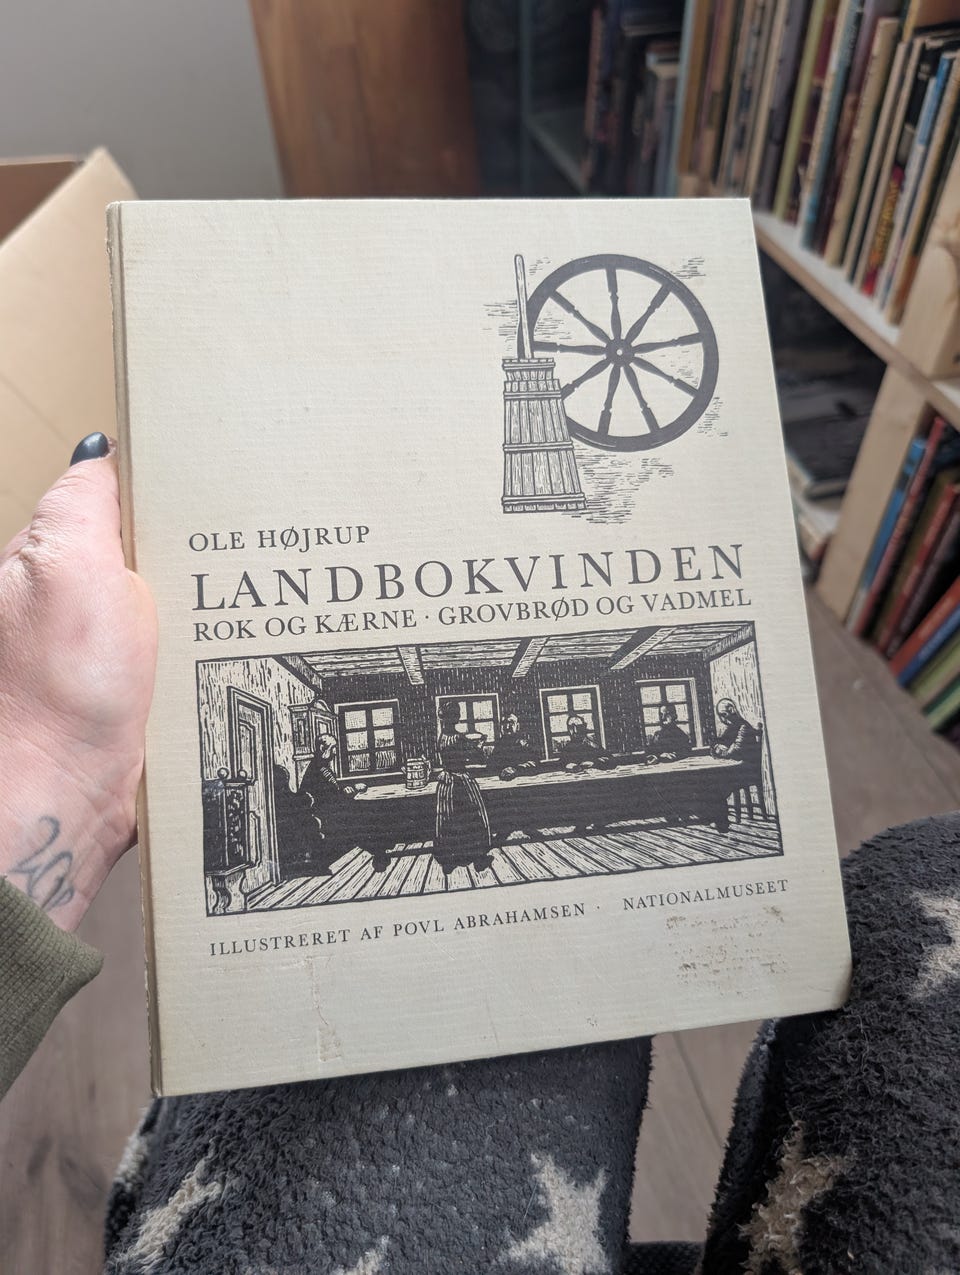 OLE HØJRUP
LANDBOKVINDEN
ROK OG KÆRNE · GROVBRØD OG VADMEL
ILLUSTRERET AF POVL ABRAHAMSEN · NATIONALMUSEET